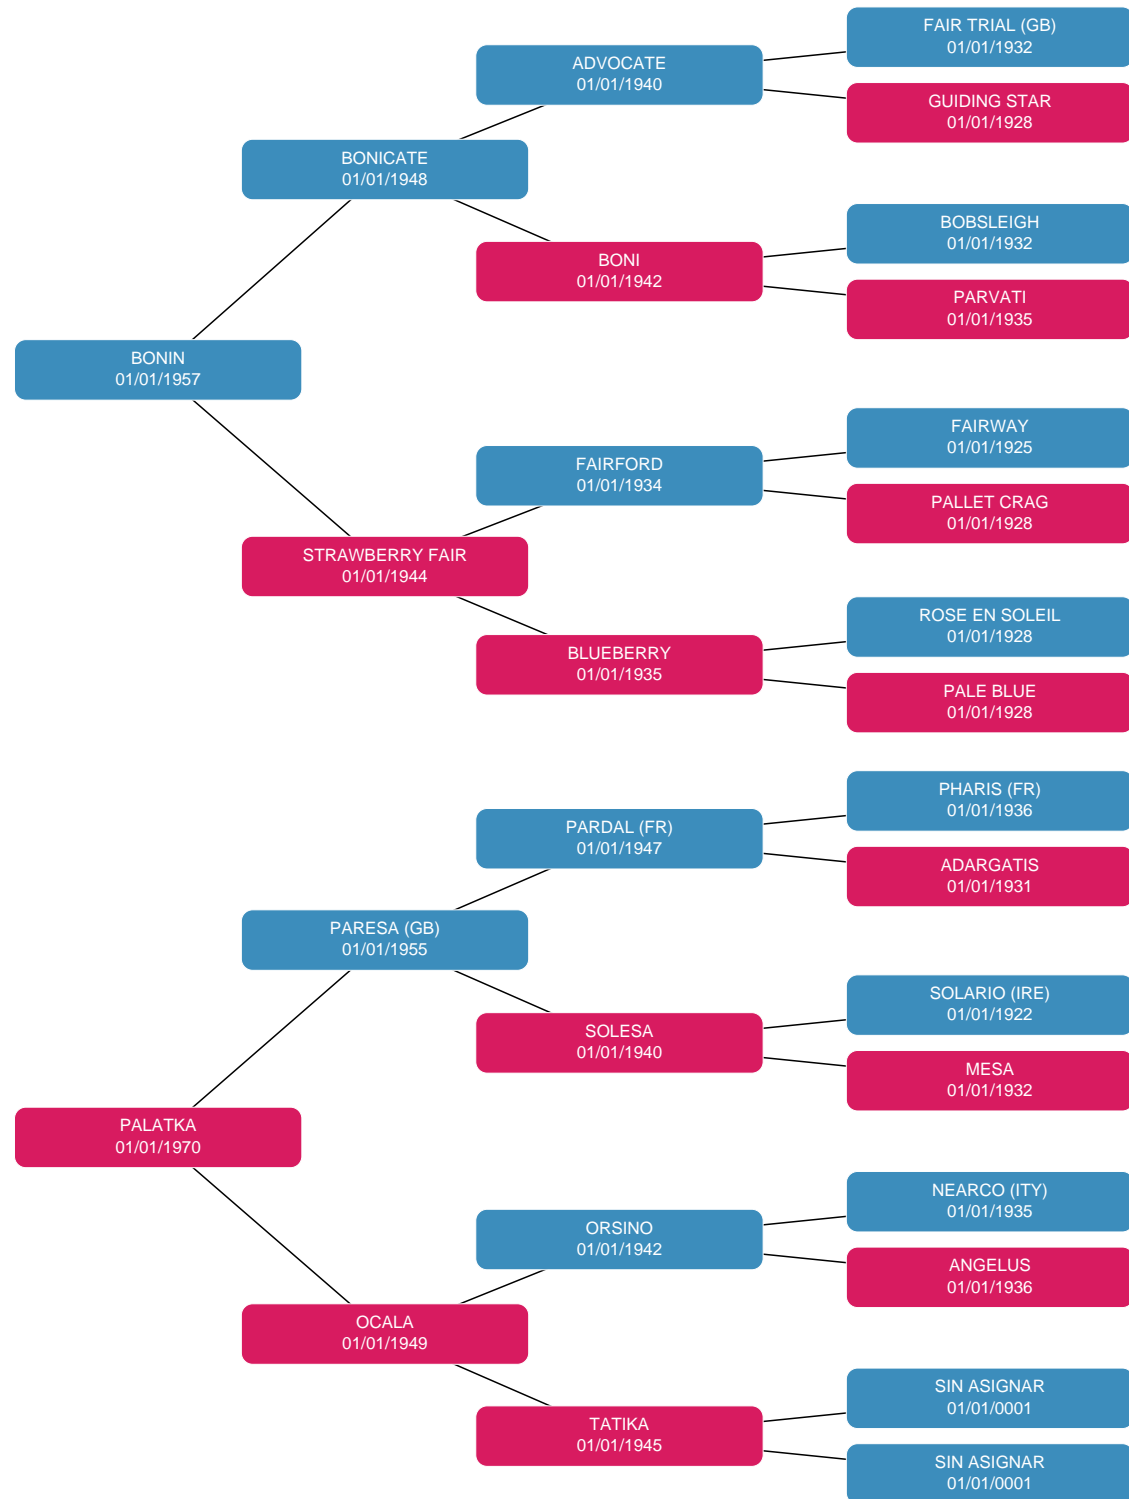 FAIR TRIAL (GB)
01/01/1932
ADVOCATE
01/01/1940
GUIDING STAR
01/01/1928
BONICATE
01/01/1948
BOBSLEIGH
01/01/1932
BONI
01/01/1942
PARVATI
01/01/1935
BONIN
01/01/1957
FAIRWAY
01/01/1925
FAIRFORD
01/01/1934
PALLET CRAG
01/01/1928
STRAWBERRY FAIR
01/01/1944
ROSE EN SOLEIL
01/01/1928
BLUEBERRY
01/01/1935
PALE BLUE
01/01/1928
PHARIS (FR)
01/01/1936
PARDAL (FR)
01/01/1947
ADARGATIS
01/01/1931
PARESA (GB)
01/01/1955
SOLARIO (IRE)
01/01/1922
SOLESA
01/01/1940
MESA
01/01/1932
PALATKA
01/01/1970
NEARCO (ITY)
01/01/1935
ORSINO
01/01/1942
ANGELUS
01/01/1936
OCALA
01/01/1949
SIN ASIGNAR
01/01/0001
TATIKA
01/01/1945
SIN ASIGNAR
01/01/0001